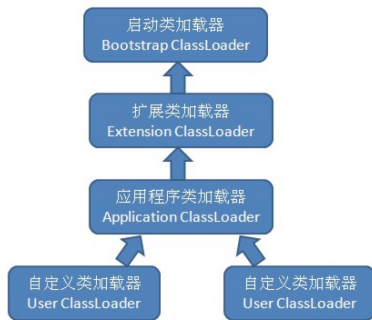 启动类加载器
Bootstrap ClassLoader
扩展类加载器
Extension ClassLoader
应用程序类加载器
Application ClassLoader
自定义类加载器
User ClassLoader
自定义类加载器
User ClassLoader